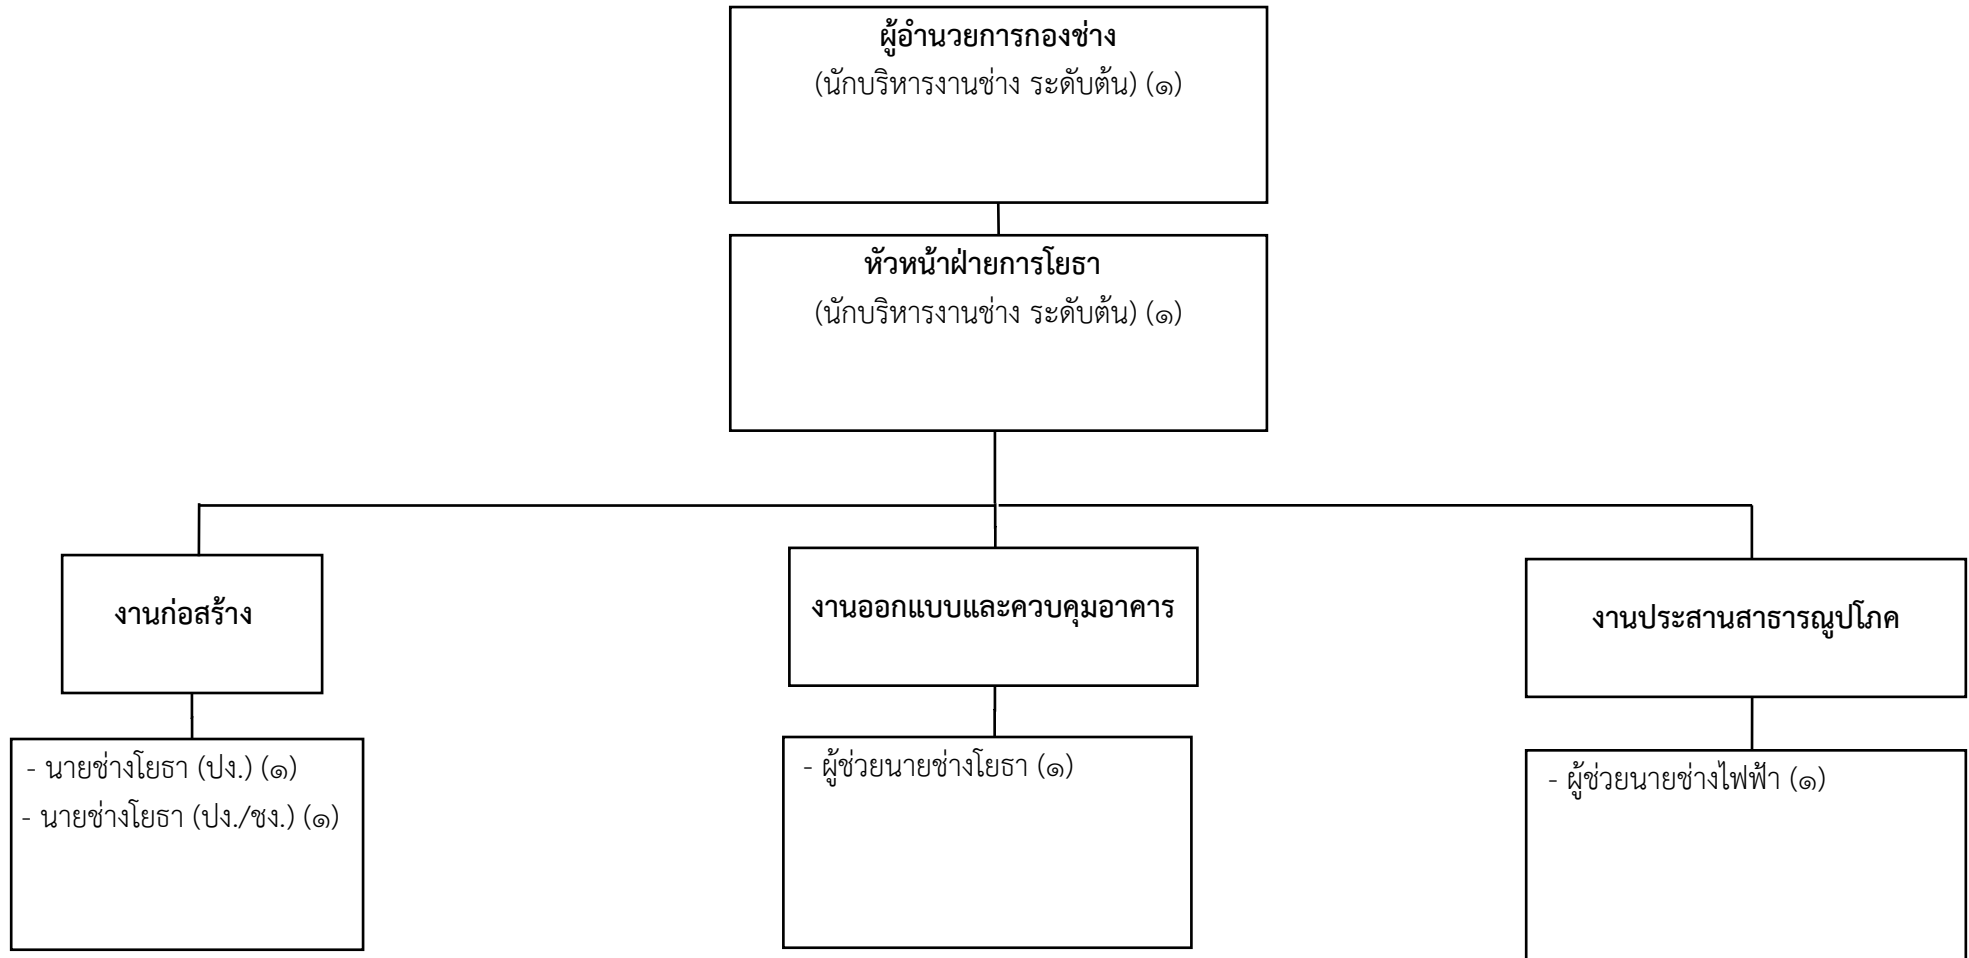 ผู้อำนวยการกองช่าง
(นักบริหารงานช่าง ระดับต้น) (๑)
หัวหน้าฝ่ายการโยธา
(นักบริหารงานช่าง ระดับต้น) (๑)
งานก่อสร้าง
- นายช่างโยธา (ปง.) (๑)
- นายช่างโยธา (ปง./ชง.) (๑)
งานออกแบบและควบคุมอาคาร
- ผู้ช่วยนายช่างโยธา (๑)
งานประสานสาธารณูปโภค
- ผู้ช่วยนายช่างไฟฟ้า (๑)